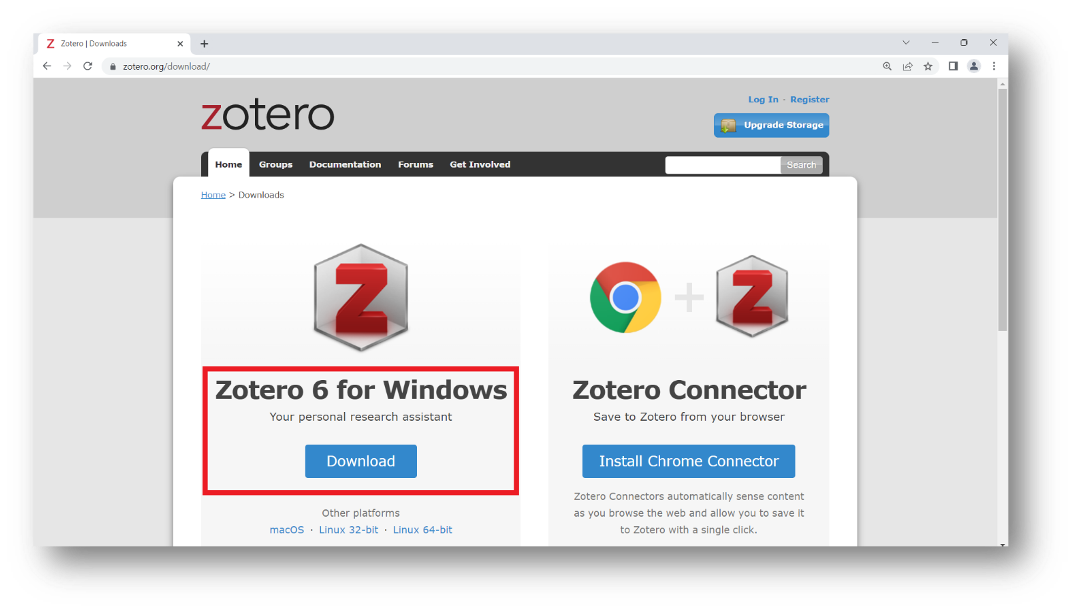 Zotero | Downloads
zotero.org/download/
zotero
Log In · Register
Upgrade Storage
Home Groups Documentation Forums Get Involved Search
Home > Downloads
Zotero 6 for Windows
Your personal research assistant
Download
Other platforms
macOS · Linux 32-bit · Linux 64-bit
Zotero Connector
Save to Zotero from your browser
Install Chrome Connector
Zotero Connectors automatically sense content
as you browse the web and allow you to save it
to Zotero with a single click.